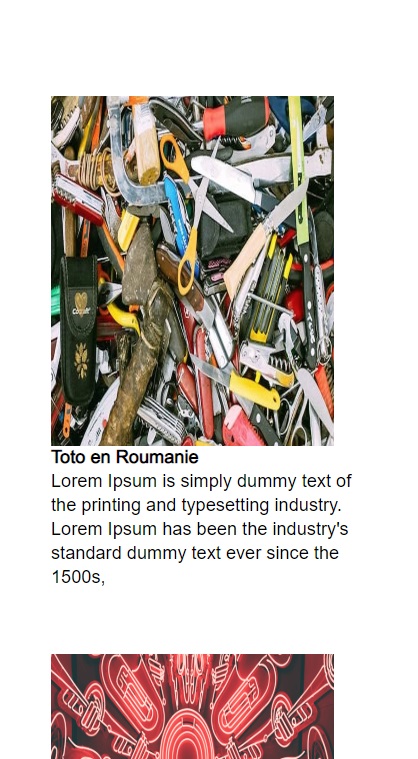 Toto en Roumanie
Lorem Ipsum is simply dummy text of
the printing and typesetting industry.
Lorem Ipsum has been the industry's
standard dummy text ever since the
1500s,